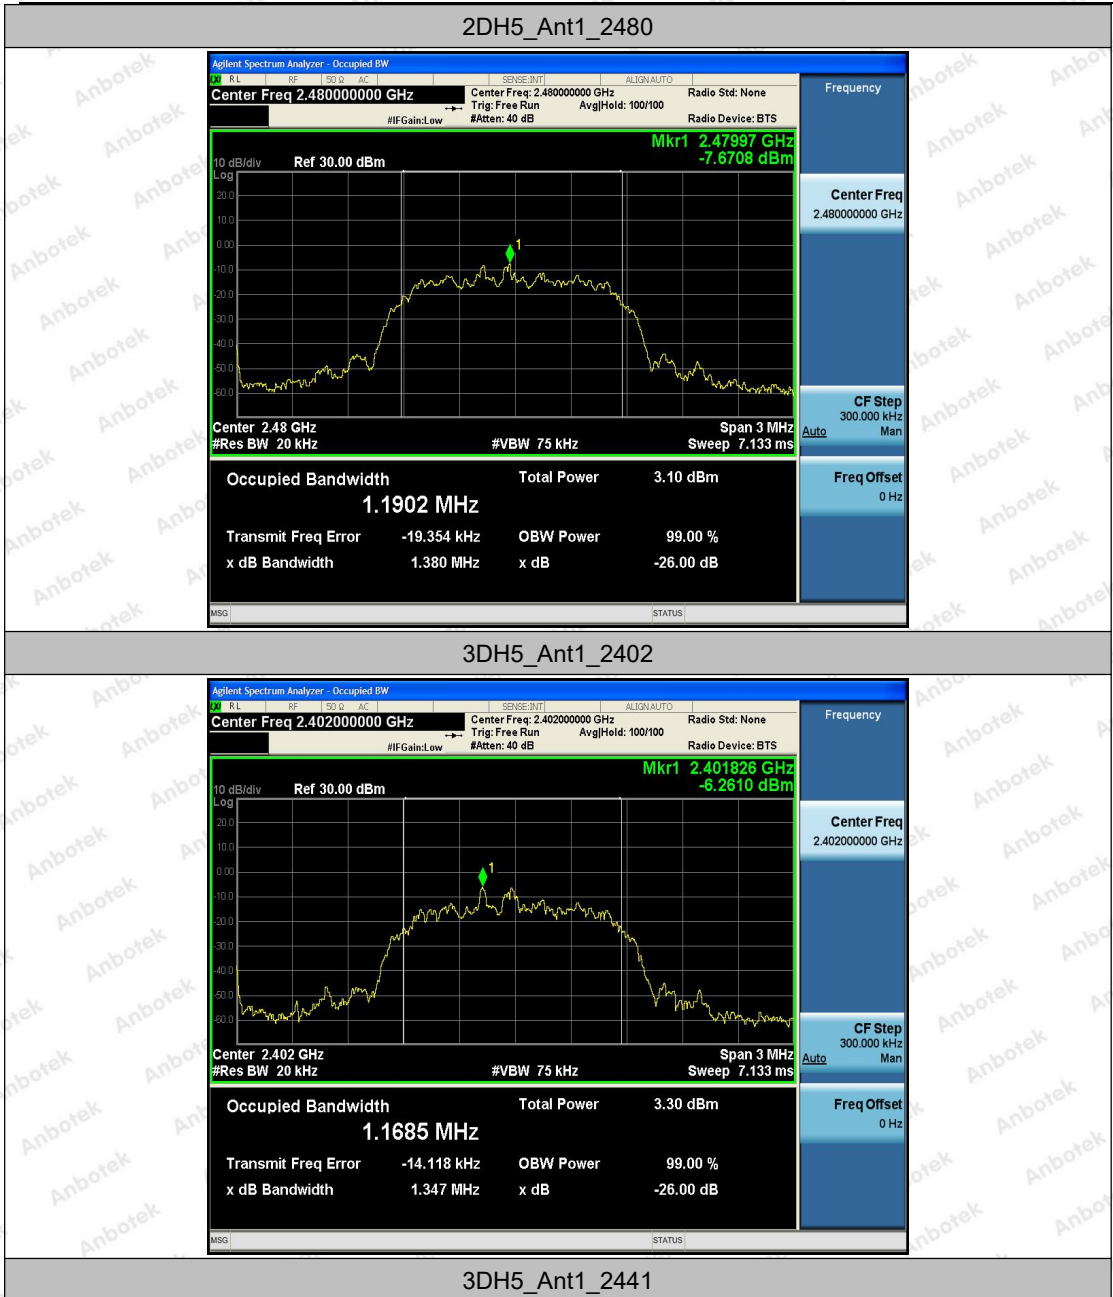 2DH5_Ant1_2480
Agilent Spectrum Analyzer - Occupied BW
LXI RL RF 50 Ω AC SENSE:INT ALIGNAUTO
Center Freq 2.480000000 GHz
Center Freq: 2.480000000 GHz
Radio Std: None
Trig: Free Run Avg|Hold: 100/100
#IFGain:Low #Atten: 40 dB Radio Device: BTS
Frequency
Mkr1 2.47997 GHz
-7.6708 dBm
10 dB/div Ref 30.00 dBm
Log
20.0
10.0
0.00
-10.0
-20.0
-30.0
-40.0
-50.0
-60.0
1
Center Freq
2.480000000 GHz
Center 2.48 GHz Span 3 MHz
#Res BW 20 kHz #VBW 75 kHz Sweep 7.133 ms
CF Step
300.000 kHz
Auto Man
Occupied Bandwidth Total Power 3.10 dBm
1.1902 MHz
Transmit Freq Error -19.354 kHz OBW Power 99.00 %
x dB Bandwidth 1.380 MHz x dB -26.00 dB
Freq Offset
0 Hz
MSG STATUS
3DH5_Ant1_2402
Agilent Spectrum Analyzer - Occupied BW
LXI RL RF 50 Ω AC SENSE:INT ALIGNAUTO
Center Freq 2.402000000 GHz
Center Freq: 2.402000000 GHz
Radio Std: None
Trig: Free Run Avg|Hold: 100/100
#IFGain:Low #Atten: 40 dB Radio Device: BTS
Frequency
Mkr1 2.401826 GHz
-6.2610 dBm
10 dB/div Ref 30.00 dBm
Log
20.0
10.0
0.00
-10.0
-20.0
-30.0
-40.0
-50.0
-60.0
1
Center Freq
2.402000000 GHz
Center 2.402 GHz Span 3 MHz
#Res BW 20 kHz #VBW 75 kHz Sweep 7.133 ms
CF Step
300.000 kHz
Auto Man
Occupied Bandwidth Total Power 3.30 dBm
1.1685 MHz
Transmit Freq Error -14.118 kHz OBW Power 99.00 %
x dB Bandwidth 1.347 MHz x dB -26.00 dB
Freq Offset
0 Hz
MSG STATUS
3DH5_Ant1_2441
Anbotek